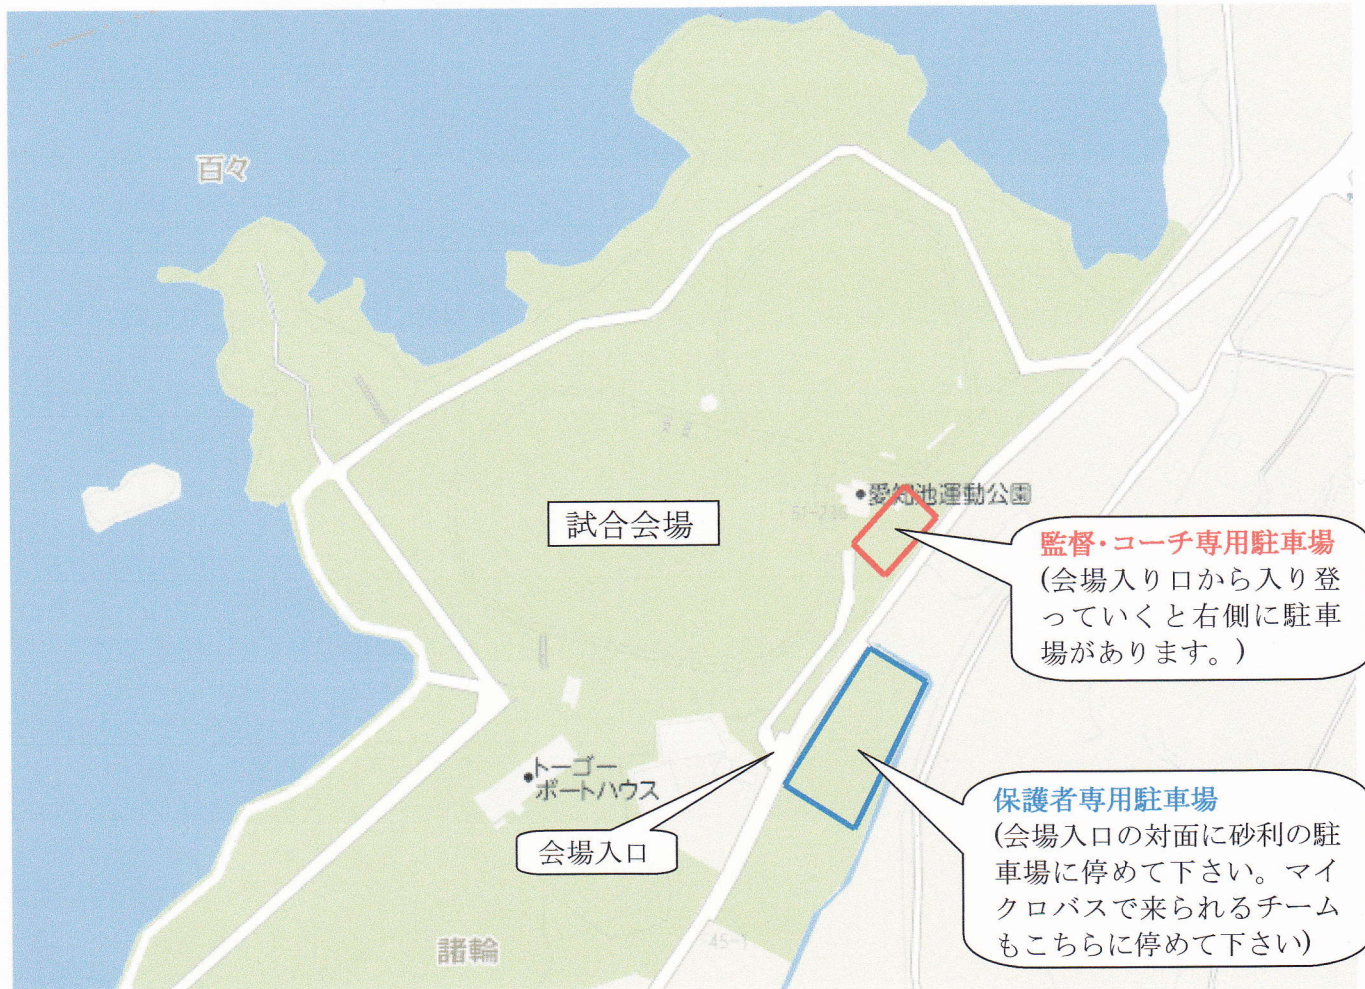 百々
愛知池運動公園
51-236
試合会場
監督・コーチ専用駐車場
(会場入り口から入り登
っていくと右側に駐車
場があります。)
トーゴー
ボートハウス
会場入口
保護者専用駐車場
(会場入口の対面に砂利の駐
車場に停めて下さい。マイ
クロバスで来られるチーム
もこちらに停めて下さい)
諸輪
45-1